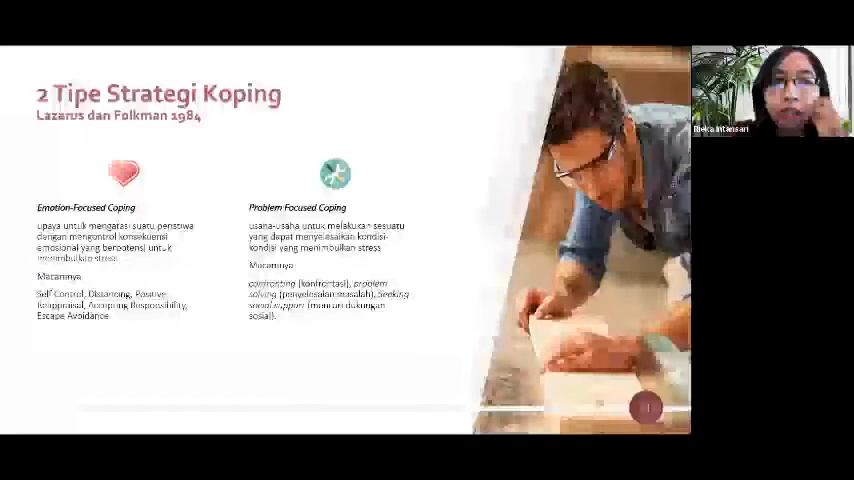 2 Tipe Strategi Koping
Lazarus dan Folkman 1984
Emotion-Focused Coping
upaya untuk mengatasi suatu peristiwa
dengan mengontrol konsekuensi
emosional yang berpotensi untuk
menimbulkan stress
Macamnya
Self Control, Distancing, Positive
Reappraisal, Accepting Responsibility,
Escape Avoidance
Problem Focused Coping
usaha-usaha untuk melakukan sesuatu
yang dapat menyelesaikan kondisi-
kondisi yang menimbulkan stress
Macamnya
confronting (konfrontasi), problem
solving (penyelesaian masalah), Seeking
social support (mencari dukungan
sosial).
Rieka Intansari